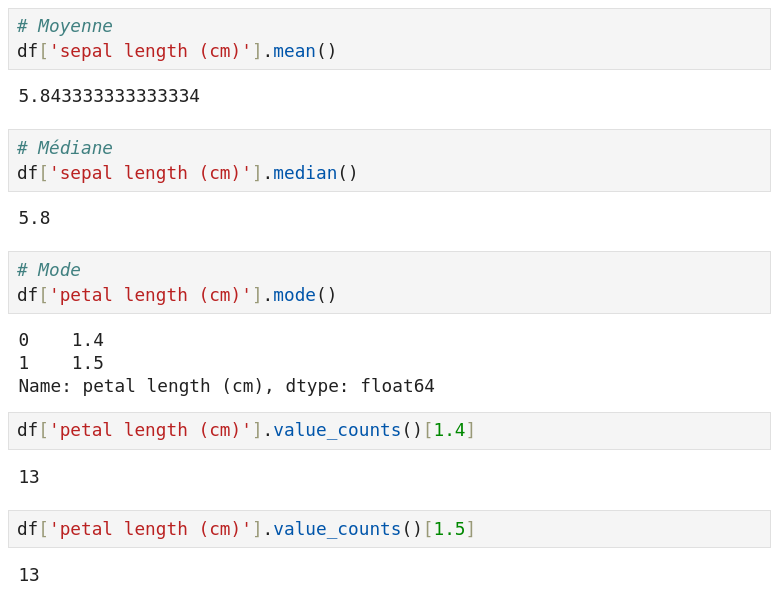 # Moyenne
df['sepal length (cm)'].mean()
5.843333333333334
# Médiane
df['sepal length (cm)'].median()
5.8
# Mode
df['petal length (cm)'].mode()
0    1.4
1    1.5
Name: petal length (cm), dtype: float64
df['petal length (cm)'].value_counts()[1.4]
13
df['petal length (cm)'].value_counts()[1.5]
13